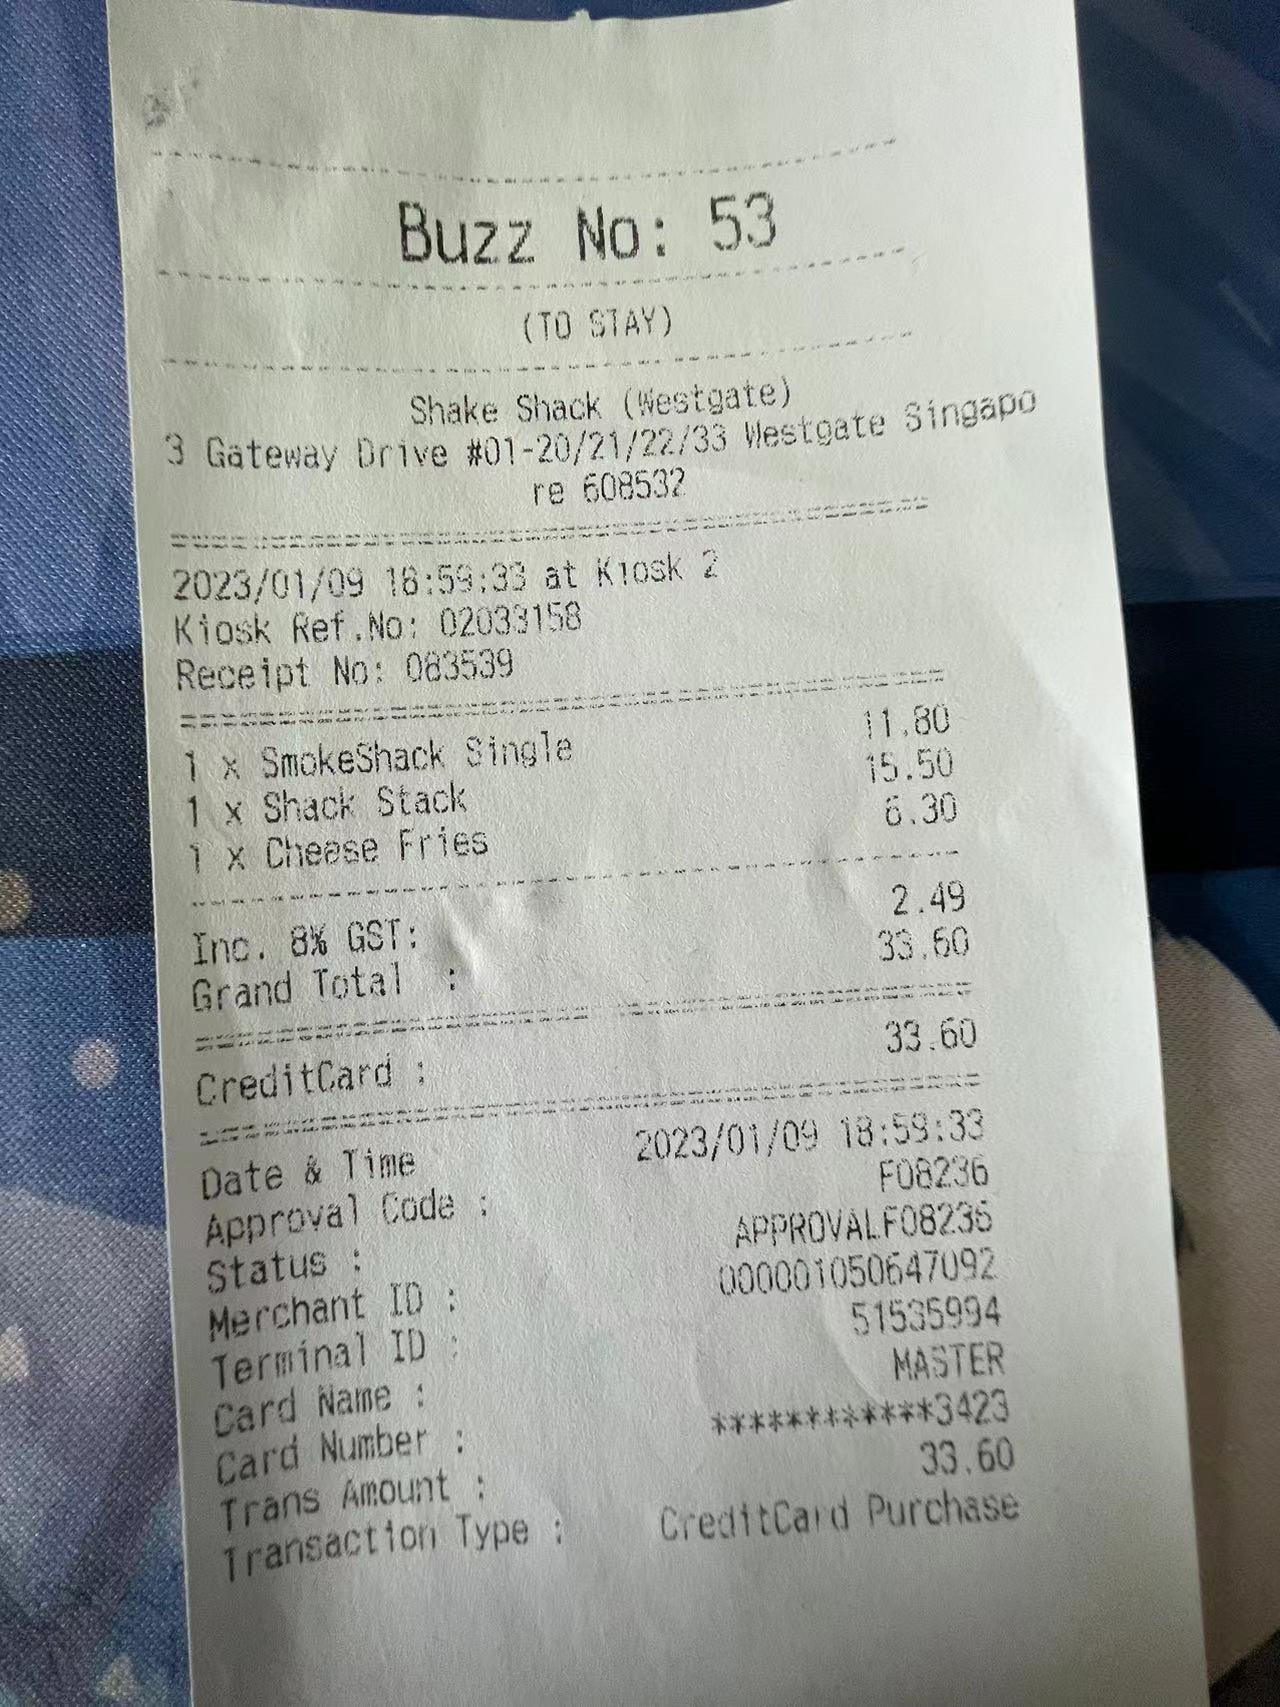 Buzz No: 53
(TO STAY)
Shake Shack (Westgate)
3 Gateway Drive #01-20/21/22/33 Westgate Singapo
re 608532
2023/01/09 18:59:33 at Kiosk 2
Kiosk Ref.No: 02033158
Receipt No: 083539
1 x SmokeShack Single 11.80
1 x Shack Stack 15.50
1 x Cheese Fries 6.30
Inc. 8% GST: 2.49
Grand Total : 33.60
CreditCard : 33.60
Date & Time 2023/01/09 18:59:33
Approval Code : F08236
Status : APPROVALF08236
Merchant ID : 000001050647092
Terminal ID : 51535994
Card Name : MASTER
Card Number : ************3423
Trans Amount : 33.60
Transaction Type : CreditCard Purchase